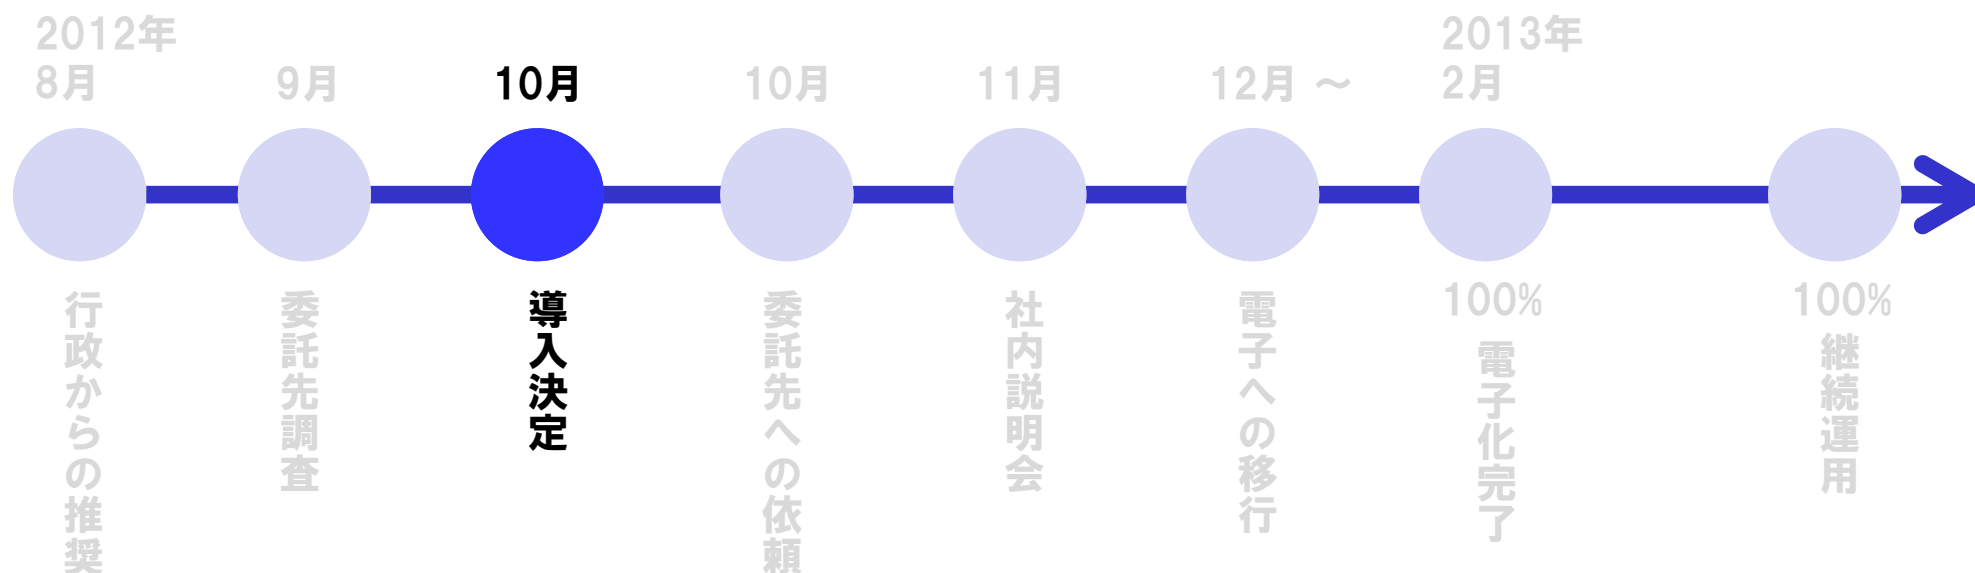 2012年
8月
9月
10月
10月
11月
12月 ～
2013年
2月
行政からの推奨
委託先調査
導入決定
委託先への依頼
社内説明会
電子への移行
100%
電子化完了
100%
継続運用